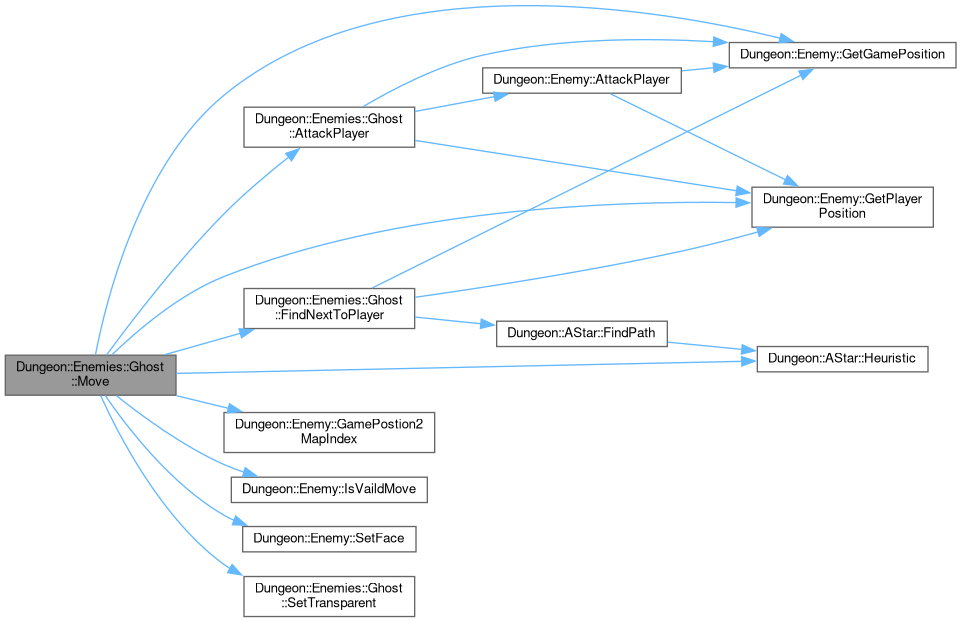 Dungeon::Enemy::GetGamePosition
Dungeon::Enemy::AttackPlayer
Dungeon::Enemies::Ghost
::AttackPlayer
Dungeon::Enemy::GetPlayer
Position
Dungeon::Enemies::Ghost
::FindNextToPlayer
Dungeon::AStar::FindPath
Dungeon::AStar::Heuristic
Dungeon::Enemies::Ghost
::Move
Dungeon::Enemy::GamePostion2
MapIndex
Dungeon::Enemy::IsVaildMove
Dungeon::Enemy::SetFace
Dungeon::Enemies::Ghost
::SetTransparent